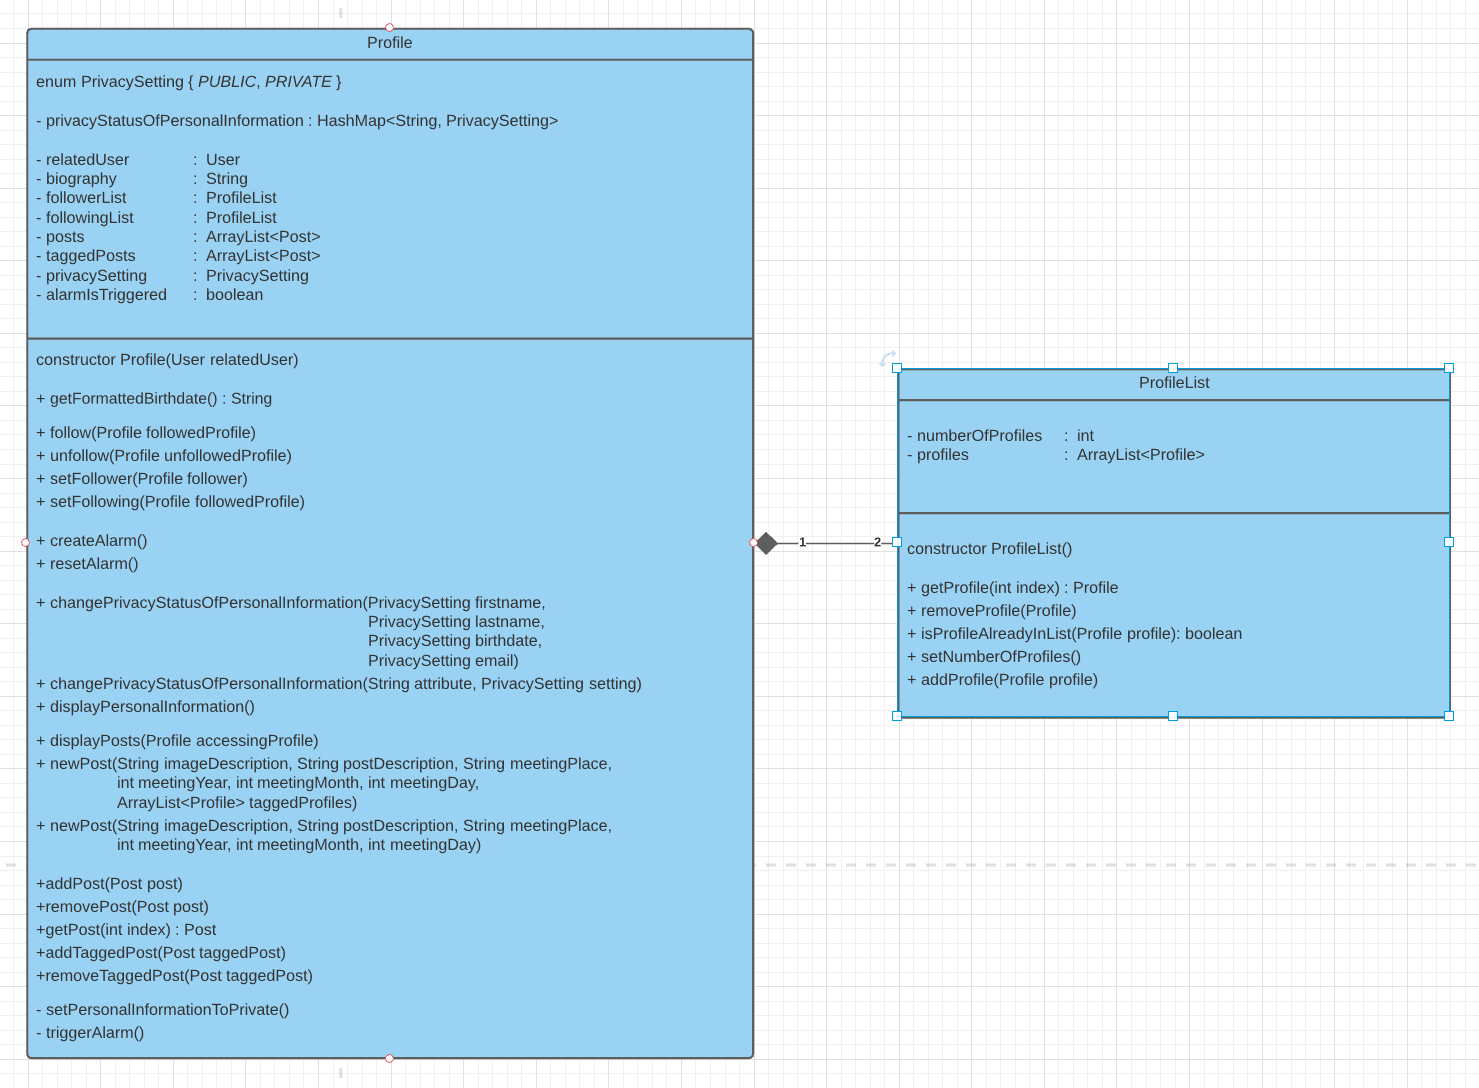 Profile
enum PrivacySetting { PUBLIC, PRIVATE }
- privacyStatusOfPersonalInformation : HashMap<String, PrivacySetting>
- relatedUser : User
- biography : String
- followerList : ProfileList
- followingList : ProfileList
- posts : ArrayList<Post>
- taggedPosts : ArrayList<Post>
- privacySetting : PrivacySetting
- alarmIsTriggered : boolean
constructor Profile(User relatedUser)
+ getFormattedBirthdate() : String
+ follow(Profile followedProfile)
+ unfollow(Profile unfollowedProfile)
+ setFollower(Profile follower)
+ setFollowing(Profile followedProfile)
+ createAlarm()
+ resetAlarm()
+ changePrivacyStatusOfPersonalInformation(PrivacySetting firstname,
PrivacySetting lastname,
PrivacySetting birthdate,
PrivacySetting email)
+ changePrivacyStatusOfPersonalInformation(String attribute, PrivacySetting setting)
+ displayPersonalInformation()
+ displayPosts(Profile accessingProfile)
+ newPost(String imageDescription, String postDescription, String meetingPlace,
int meetingYear, int meetingMonth, int meetingDay,
ArrayList<Profile> taggedProfiles)
+ newPost(String imageDescription, String postDescription, String meetingPlace,
int meetingYear, int meetingMonth, int meetingDay)
+addPost(Post post)
+removePost(Post post)
+getPost(int index) : Post
+addTaggedPost(Post taggedPost)
+removeTaggedPost(Post taggedPost)
- setPersonalInformationToPrivate()
- triggerAlarm()
1 2
ProfileList
- numberOfProfiles : int
- profiles : ArrayList<Profile>
constructor ProfileList()
+ getProfile(int index) : Profile
+ removeProfile(Profile)
+ isProfileAlreadyInList(Profile profile): boolean
+ setNumberOfProfiles()
+ addProfile(Profile profile)